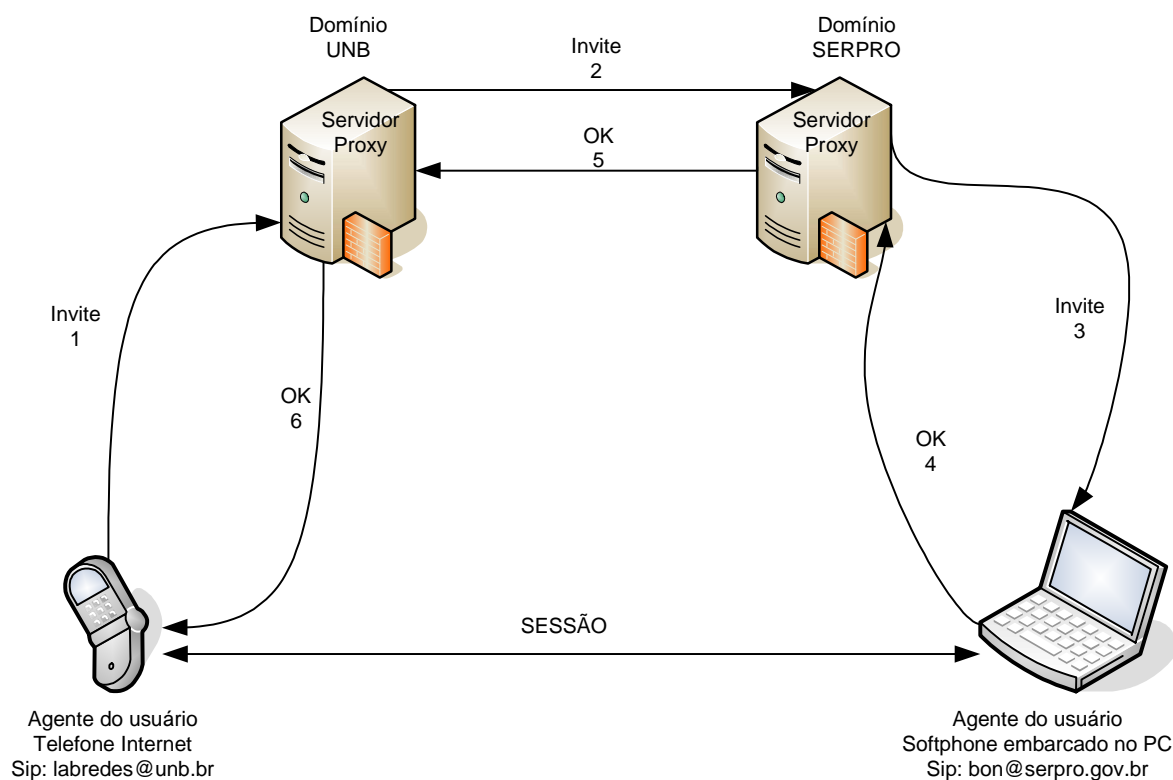 Domínio
UNB
Domínio
SERPRO
Invite
2
Servidor
Proxy
Servidor
Proxy
OK
5
Invite
1
Invite
3
OK
6
OK
4
SESSÃO
Agente do usuário
Telefone Internet
Sip: labredes@unb.br
Agente do usuário
Softphone embarcado no PC
Sip: bon@serpro.gov.br